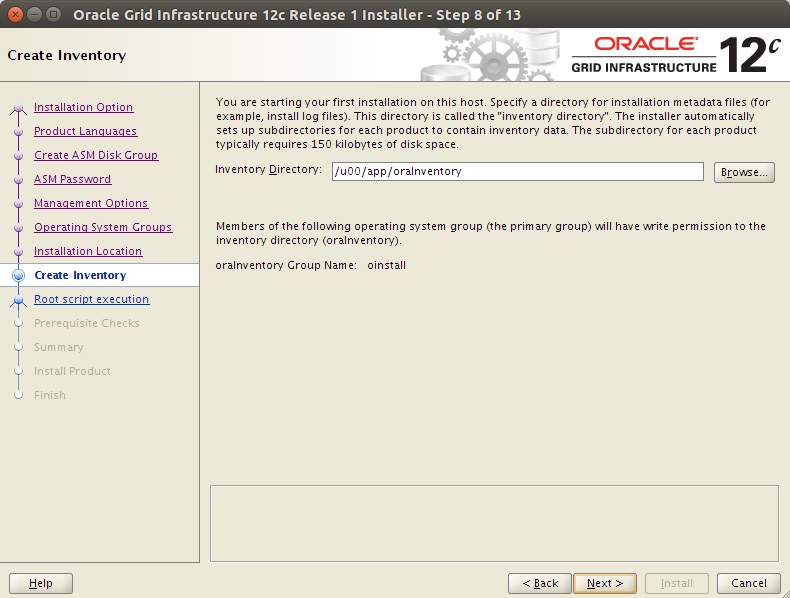 Oracle Grid Infrastructure 12c Release 1 Installer - Step 8 of 13
Create Inventory
ORACLE
GRID INFRASTRUCTURE
12c
Installation Option
Product Languages
Create ASM Disk Group
ASM Password
Management Options
Operating System Groups
Installation Location
Create Inventory
Root script execution
Prerequisite Checks
Summary
Install Product
Finish
You are starting your first installation on this host. Specify a directory for installation metadata files (for
example, install log files). This directory is called the "inventory directory". The installer automatically
sets up subdirectories for each product to contain inventory data. The subdirectory for each product
typically requires 150 kilobytes of disk space.
Inventory Directory: /u00/app/oraInventory Browse...
Members of the following operating system group (the primary group) will have write permission to the
inventory directory (oraInventory).
oraInventory Group Name: oinstall
Help < Back Next > Install Cancel